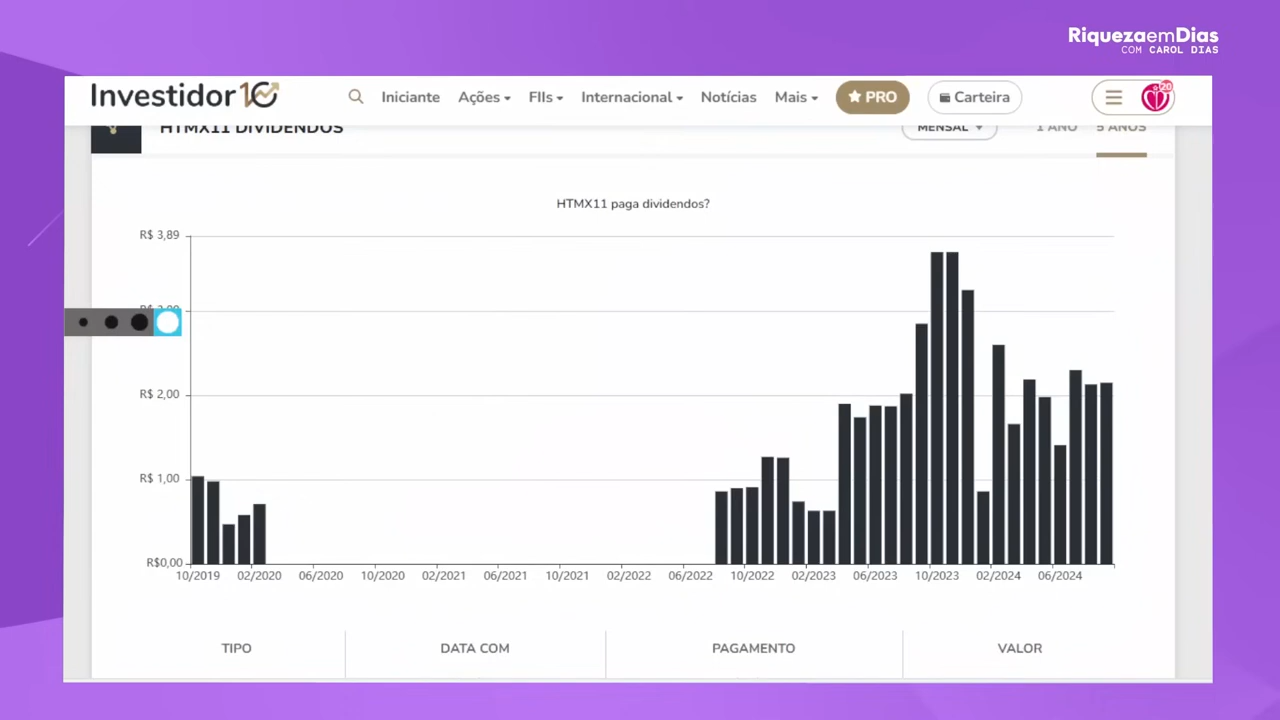 RiquezaemDias
COM CAROL DIAS
Investidor10
Iniciante
Ações
FIIs
Internacional
Notícias
Mais
PRO
Carteira
20
HTMX11 DIVIDENDOS
MENSAL
1 ANO
5 ANOS
HTMX11 paga dividendos?
R$ 3,89
R$ 2,00
R$ 1,00
R$0,00
10/2019 02/2020 06/2020 10/2020 02/2021 06/2021 10/2021 02/2022 06/2022 10/2022 02/2023 06/2023 10/2023 02/2024 06/2024
TIPO
DATA COM
PAGAMENTO
VALOR